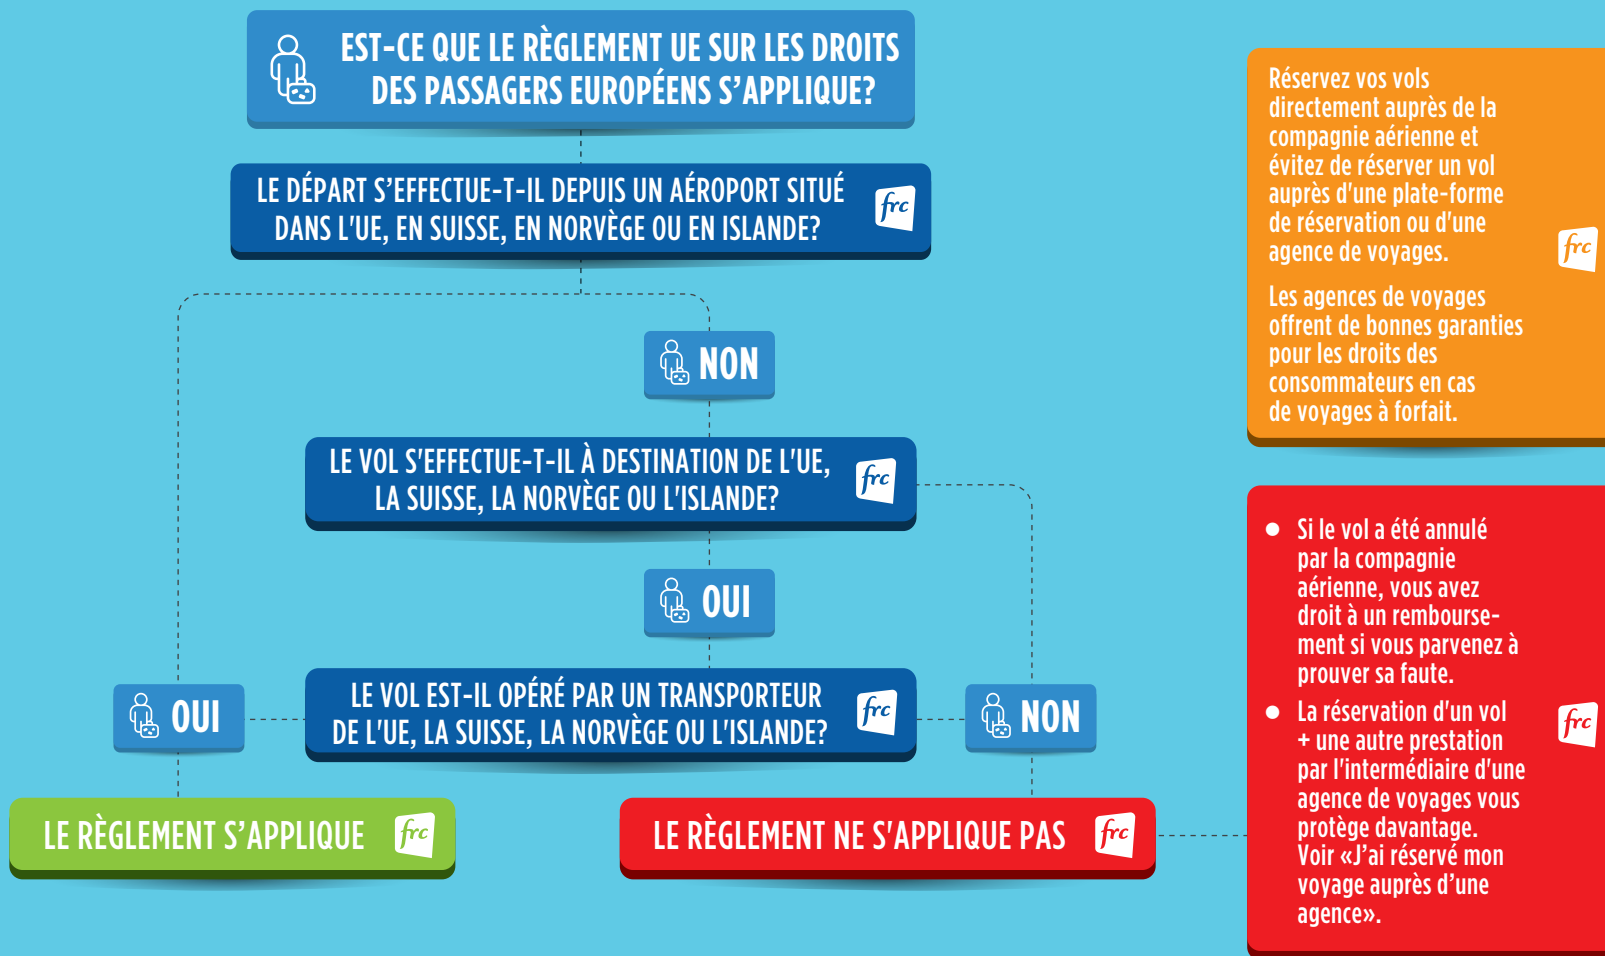 EST-CE QUE LE RÈGLEMENT UE SUR LES DROITS
DES PASSAGERS EUROPÉENS S’APPLIQUE?
LE DÉPART S’EFFECTUE-T-IL DEPUIS UN AÉROPORT SITUÉ
DANS L'UE, EN SUISSE, EN NORVÈGE OU EN ISLANDE?
frc
NON
LE VOL S'EFFECTUE-T-IL À DESTINATION DE L'UE,
LA SUISSE, LA NORVÈGE OU L'ISLANDE?
frc
OUI
OUI
LE VOL EST-IL OPÉRÉ PAR UN TRANSPORTEUR
DE L'UE, LA SUISSE, LA NORVÈGE OU L'ISLANDE?
frc
NON
LE RÈGLEMENT S’APPLIQUE
frc
LE RÈGLEMENT NE S'APPLIQUE PAS
frc
Réservez vos vols
directement auprès de la
compagnie aérienne et
évitez de réserver un vol
auprès d'une plate-forme
de réservation ou d'une
agence de voyages.
frc
Les agences de voyages
offrent de bonnes garanties
pour les droits des
consommateurs en cas
de voyages à forfait.
● Si le vol a été annulé
par la compagnie
aérienne, vous avez
droit à un rembourse-
ment si vous parvenez à
prouver sa faute.
● La réservation d'un vol
+ une autre prestation
par l'intermédiaire d'une
agence de voyages vous
protège davantage.
Voir «J’ai réservé mon
voyage auprès d’une
agence».
frc